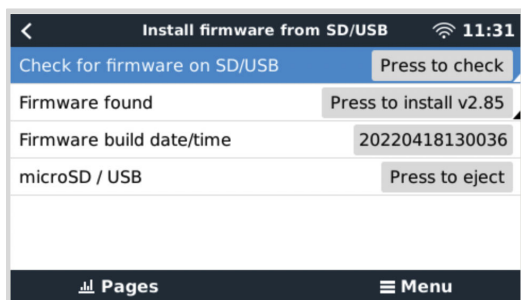 Install firmware from SD/USB 11:31
Check for firmware on SD/USB Press to check
Firmware found Press to install v2.85
Firmware build date/time 20220418130036
microSD / USB Press to eject
Pages Menu